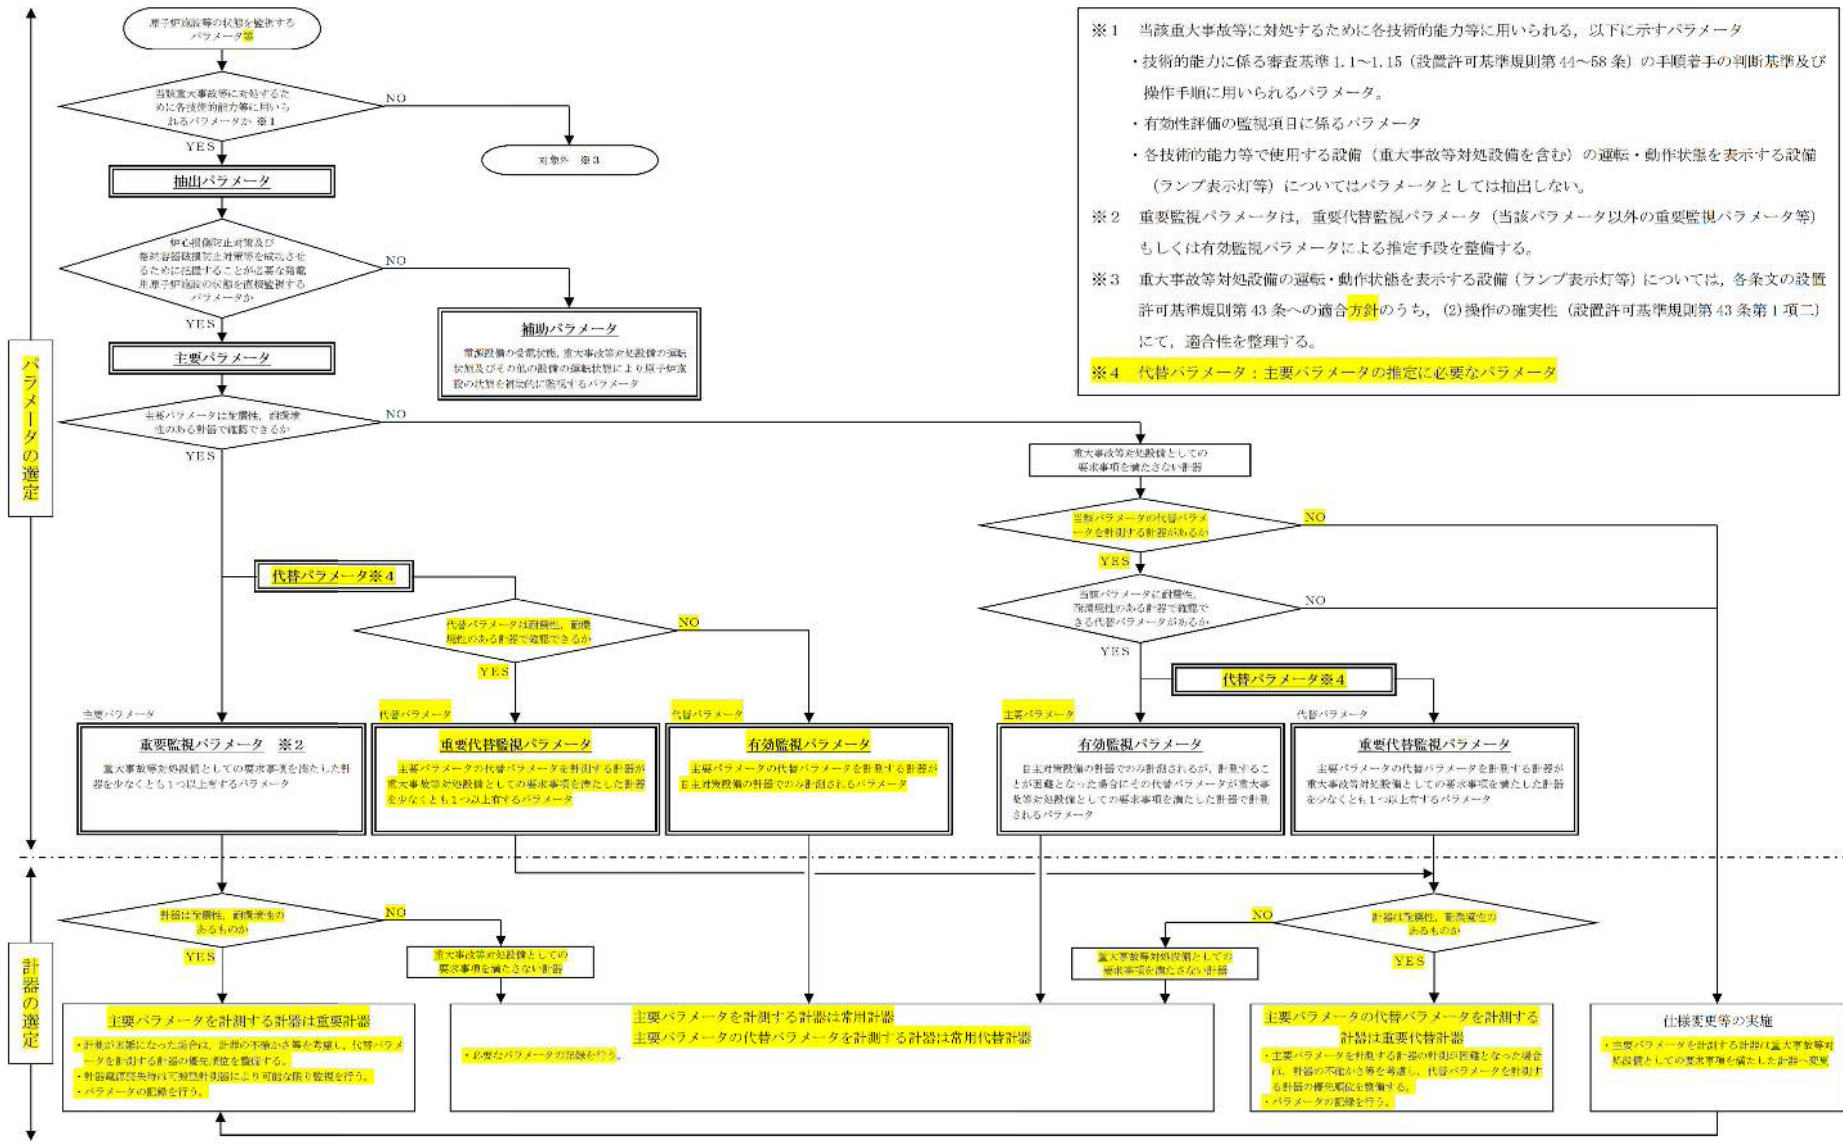 原子炉施設等の状態を監視する
パラメータ等
当該重大事故等に対処するた
めに各技術的能力等に用いら
れるパラメータか ※1
NO
対象外 ※3
YES
抽出パラメータ
炉心損傷防止対策及び
格納容器破損防止対策等を成功させ
るために把握することが必要な発電
用原子炉施設の状態を直接監視する
パラメータか
NO
補助パラメータ
電源設備の受電状態,重大事故等対処設備の運転
状態及びその他の設備の運転状態により原子炉施
設の状態を補助的に監視するパラメータ
YES
主要パラメータ
主要パラメータは耐震性,耐環境
性のある計器で確認できるか
NO
YES
※1 当該重大事故等に対処するために各技術的能力等に用いられる,以下に示すパラメータ
・技術的能力に係る審査基準 1.1~1.15(設置許可基準規則第 44~58 条)の手順着手の判断基準及び
操作手順に用いられるパラメータ。
・有効性評価の監視項目に係るパラメータ
・各技術的能力等で使用する設備(重大事故等対処設備を含む)の運転・動作状態を表示する設備
(ランプ表示灯等)についてはパラメータとしては抽出しない。
※2 重要監視パラメータは,重要代替監視パラメータ(当該パラメータ以外の重要監視パラメータ等)
もしくは有効監視パラメータによる推定手段を整備する。
※3 重大事故等対処設備の運転・動作状態を表示する設備(ランプ表示灯等)については,各条文の設置
許可基準規則第 43 条への適合方針のうち,(2)操作の確実性(設置許可基準規則第 43 条第 1 項二)
にて,適合性を整理する。
※4 代替パラメータ:主要パラメータの推定に必要なパラメータ
パラメータの選定
重大事故等対処設備としての
要求事項を満たさない計器
当該パラメータの代替パラメ
ータを計測する計器があるか
NO
YES
当該パラメータに耐震性,
耐環境性のある計器で確認で
きる代替パラメータがあるか
NO
YES
代替パラメータ※4
代替パラメータは耐震性,耐環
境性のある計器で確認できるか
NO
YES
代替パラメータ※4
主要パラメータ
重要監視パラメータ ※2
重大事故等対処設備としての要求事項を満たした計
器を少なくとも1つ以上有するパラメータ
代替パラメータ
重要代替監視パラメータ
主要パラメータの代替パラメータを計測する計器が
重大事故等対処設備としての要求事項を満たした計器
を少なくとも1つ以上有するパラメータ
代替パラメータ
有効監視パラメータ
主要パラメータの代替パラメータを計測する計器が
自主対策設備の計器でのみ計測されるパラメータ
主要パラメータ
有効監視パラメータ
自主対策設備の計器でのみ計測されるが,計測するこ
とが困難となった場合にその代替パラメータが重大事
故等対処設備としての要求事項を満たした計器で計測
されるパラメータ
代替パラメータ
重要代替監視パラメータ
主要パラメータの代替パラメータを計測する計器が
重大事故等対処設備としての要求事項を満たした計器
を少なくとも1つ以上有するパラメータ
計器の選定
計器は耐震性,耐環境性の
あるものか
NO
YES
重大事故等対処設備としての
要求事項を満たさない計器
計器は耐震性,耐環境性の
あるものか
NO
YES
重大事故等対処設備としての
要求事項を満たさない計器
主要パラメータを計測する計器は重要計器
・計測が困難になった場合は,計器の不確かさ等を考慮し,代替パラメ
ータを計測する計器の優先順位を整備する。
・計器電源喪失時は可搬型計測器により可能な限り監視を行う。
・パラメータの記録を行う。
主要パラメータを計測する計器は常用計器
主要パラメータの代替パラメータを計測する計器は常用代替計器
・必要なパラメータの記録を行う。
主要パラメータの代替パラメータを計測する
計器は重要代替計器
・主要パラメータを計測する計器の計測が困難となった場合
は,計器の不確かさ等を考慮し,代替パラメータを計測す
る計器の優先順位を整備する。
・パラメータの記録を行う。
仕様変更等の実施
・主要パラメータを計測する計器は重大事故等対
処設備としての要求事項を満たした計器へ変更